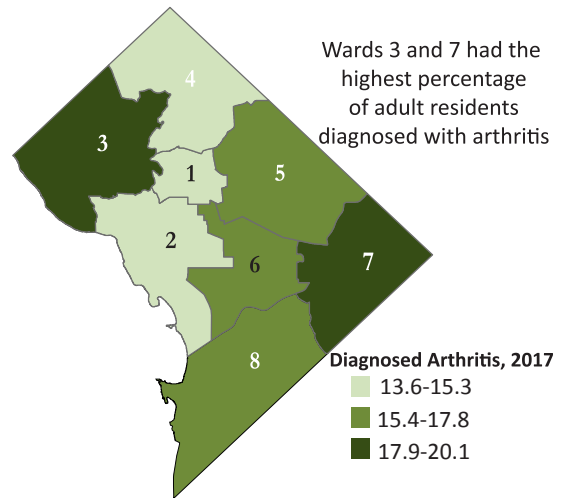 Wards 3 and 7 had the
highest percentage
of adult residents
diagnosed with arthritis
4
3
1
5
2
6
7
8
Diagnosed Arthritis, 2017
13.6-15.3
15.4-17.8
17.9-20.1